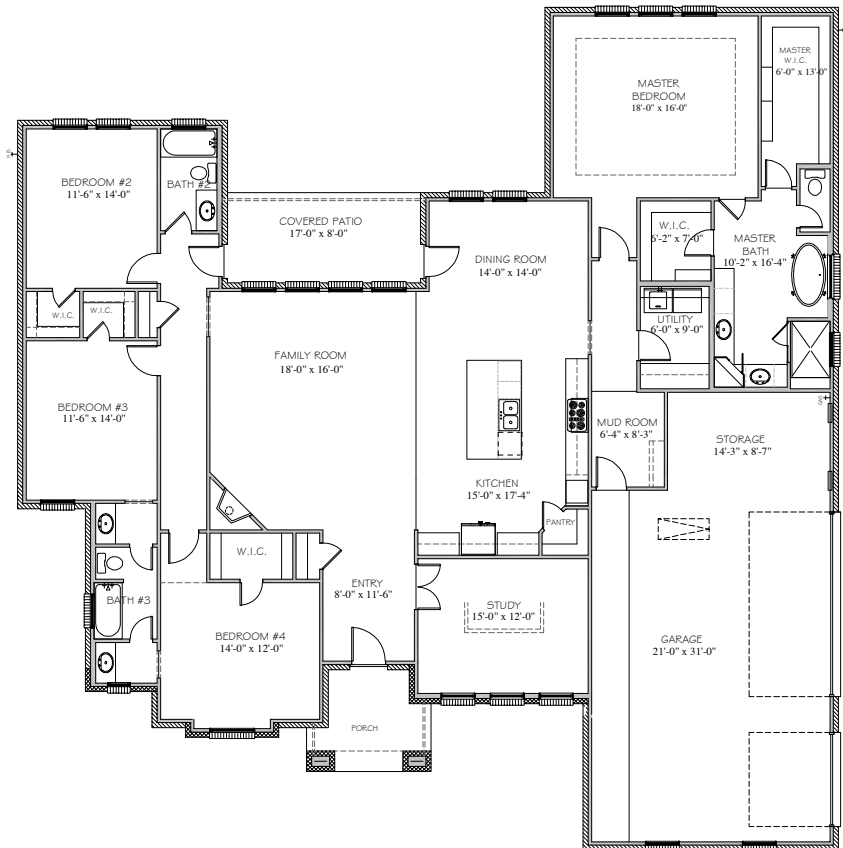 MASTER
W.I.C.
6'-0" x 13'-0"
MASTER
BEDROOM
18'-0" x 16'-0"
BEDROOM #2
11'-6" x 14'-0"
BATH #2
COVERED PATIO
17'-0" x 8'-0"
W.I.C.
6'-2" x 7'-0"
MASTER
BATH
10'-2" x 16'-4"
DINING ROOM
14'-0" x 14'-0"
W.I.C.
W.I.C.
UTILITY
6'-0" x 9'-0"
FAMILY ROOM
18'-0" x 16'-0"
BEDROOM #3
11'-6" x 14'-0"
MUD ROOM
6'-4" x 8'-3"
STORAGE
14'-3" x 8'-7"
KITCHEN
15'-0" x 17'-4"
PANTRY
W.I.C.
ENTRY
8'-0" x 11'-6"
BATH #3
STUDY
15'-0" x 12'-0"
BEDROOM #4
14'-0" x 12'-0"
GARAGE
21'-0" x 31'-0"
PORCH